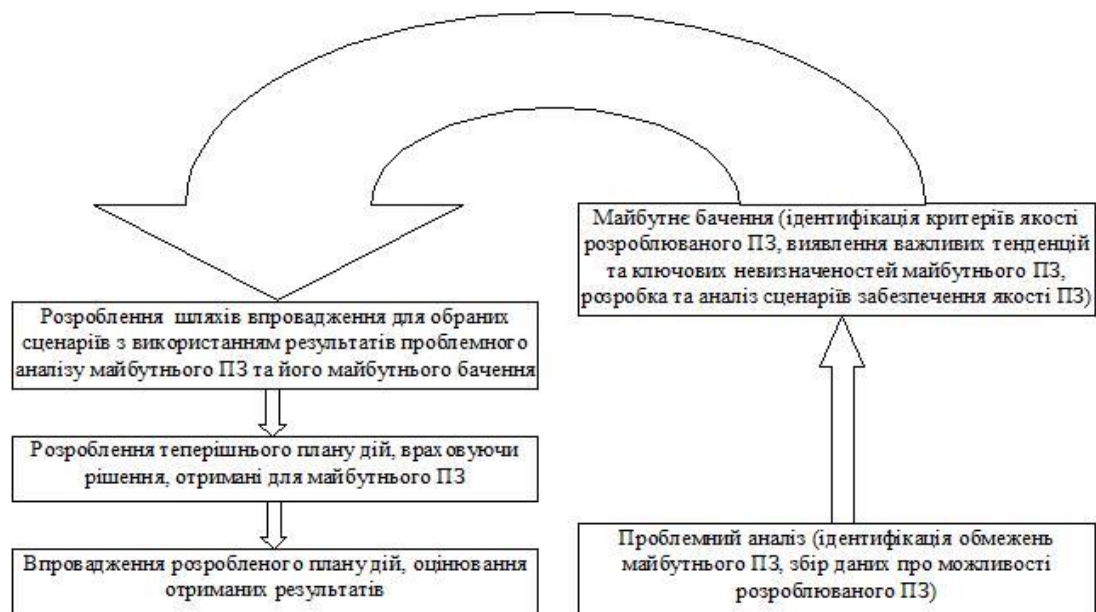 Майбутнє бачення (ідентифікація критеріїв якості
розроблюваного ПЗ, виявлення важливих тенденцій
та ключових невизначеностей майбутнього ПЗ,
розробка та аналіз сценаріїв забезпечення якості ПЗ)
Розроблення шляхів впровадження для обраних
сценаріїв з використанням результатів проблемного
аналізу майбутнього ПЗ та його майбутнього бачення
Розроблення теперішнього плану дій, враховуючи
рішення, отримані для майбутнього ПЗ
Впровадження розробленого плану дій, оцінювання
отриманих результатів
Проблемний аналіз (ідентифікація обмежень
майбутнього ПЗ, збір даних про можливості
розроблюваного ПЗ)